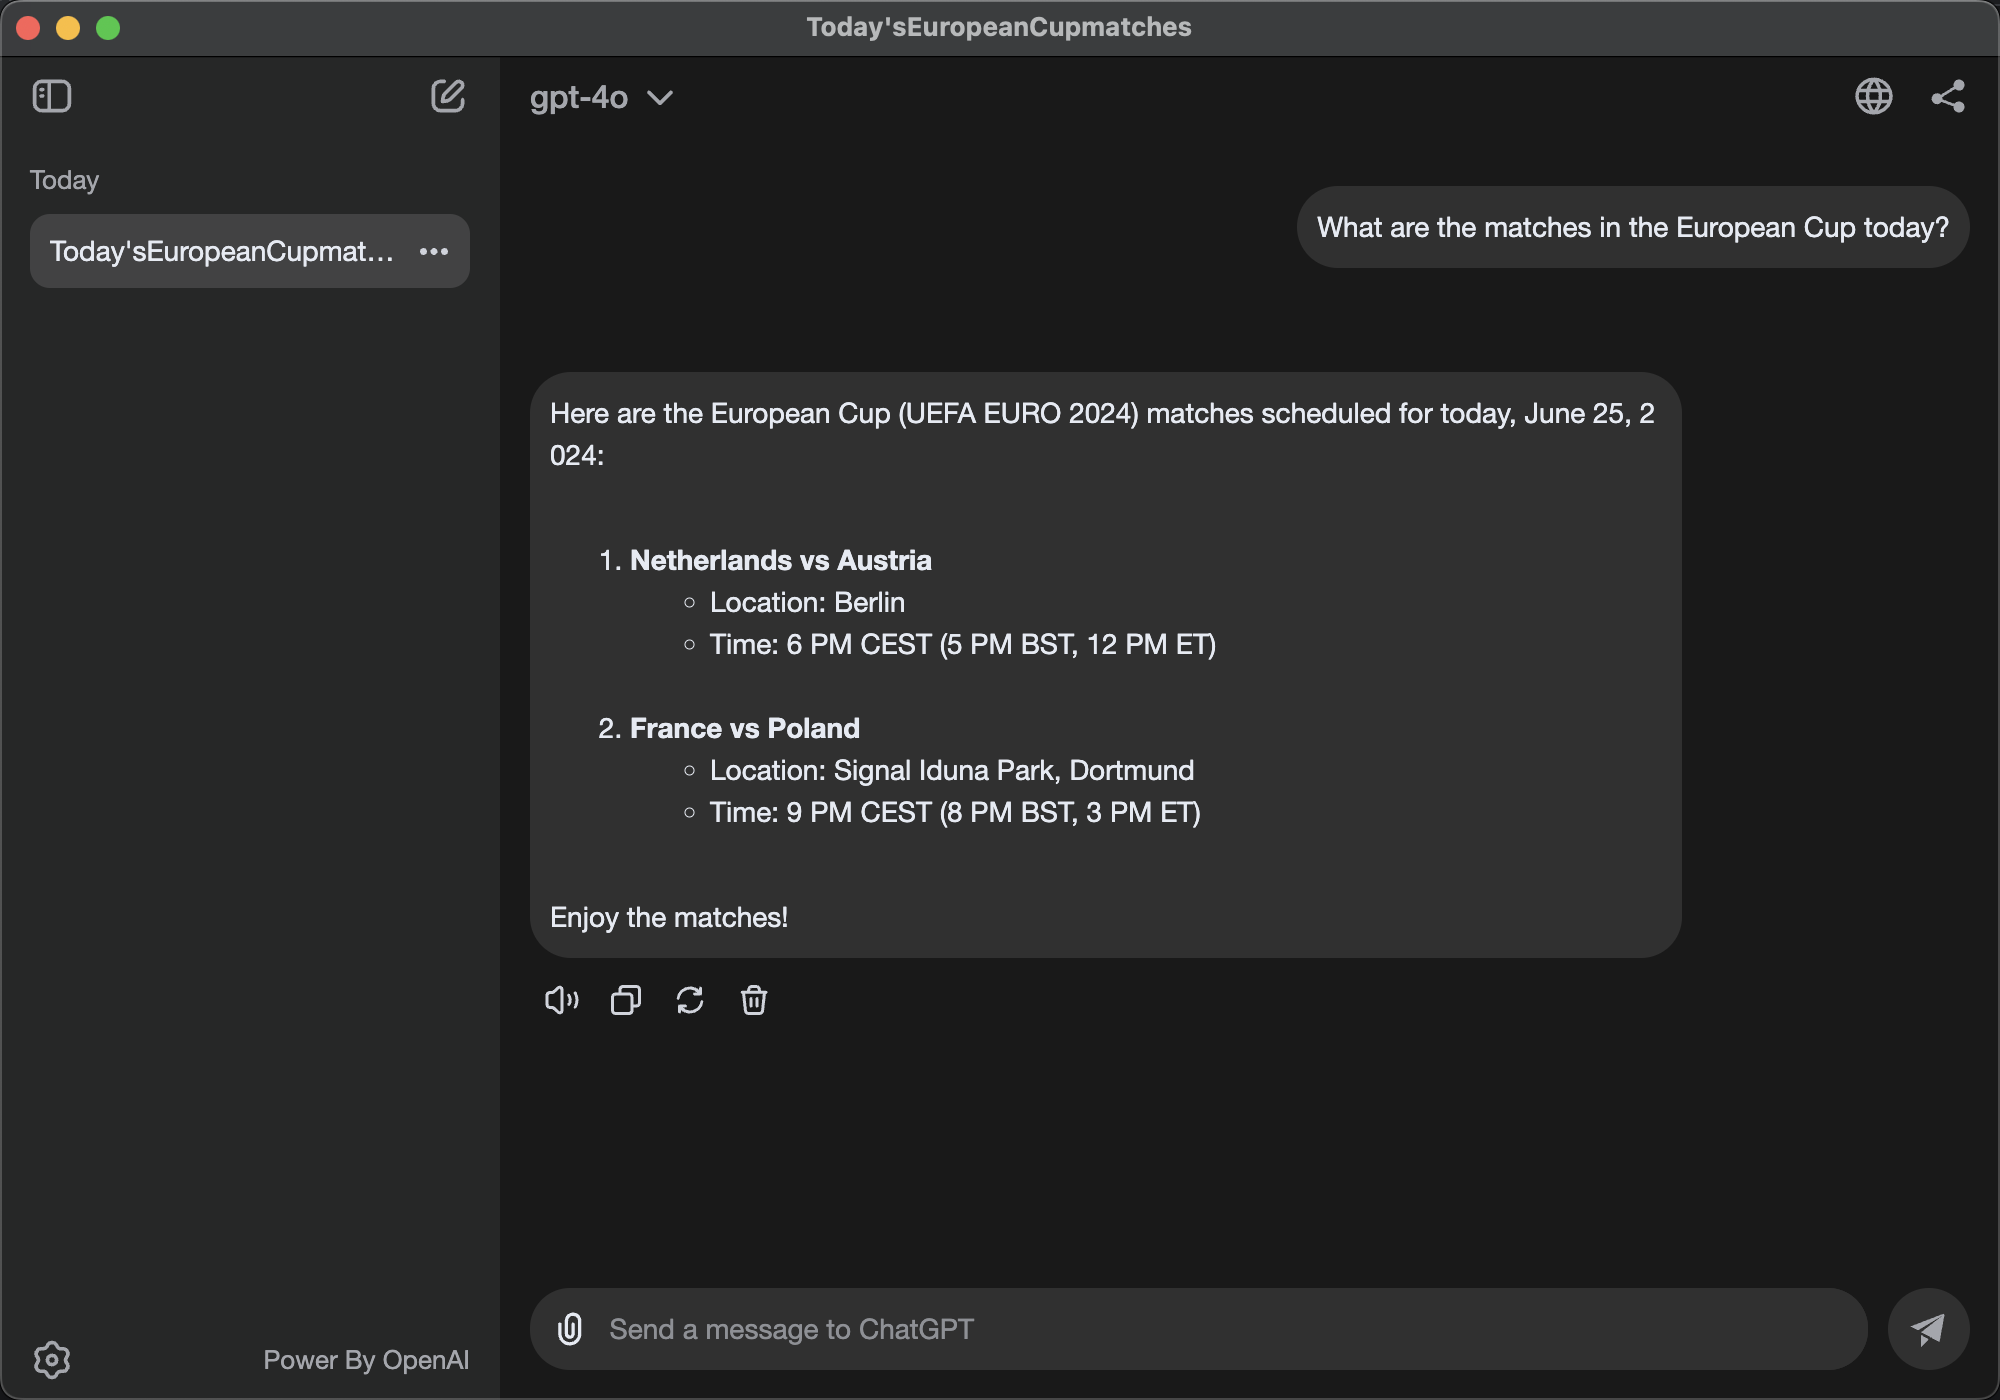 Today'sEuropeanCupmatches
gpt-4o
Today
Today'sEuropeanCupmat...
What are the matches in the European Cup today?
Here are the European Cup (UEFA EURO 2024) matches scheduled for today, June 25, 2
024:
1. Netherlands vs Austria
Location: Berlin
Time: 6 PM CEST (5 PM BST, 12 PM ET)
2. France vs Poland
Location: Signal Iduna Park, Dortmund
Time: 9 PM CEST (8 PM BST, 3 PM ET)
Enjoy the matches!
Send a message to ChatGPT
Power By OpenAI